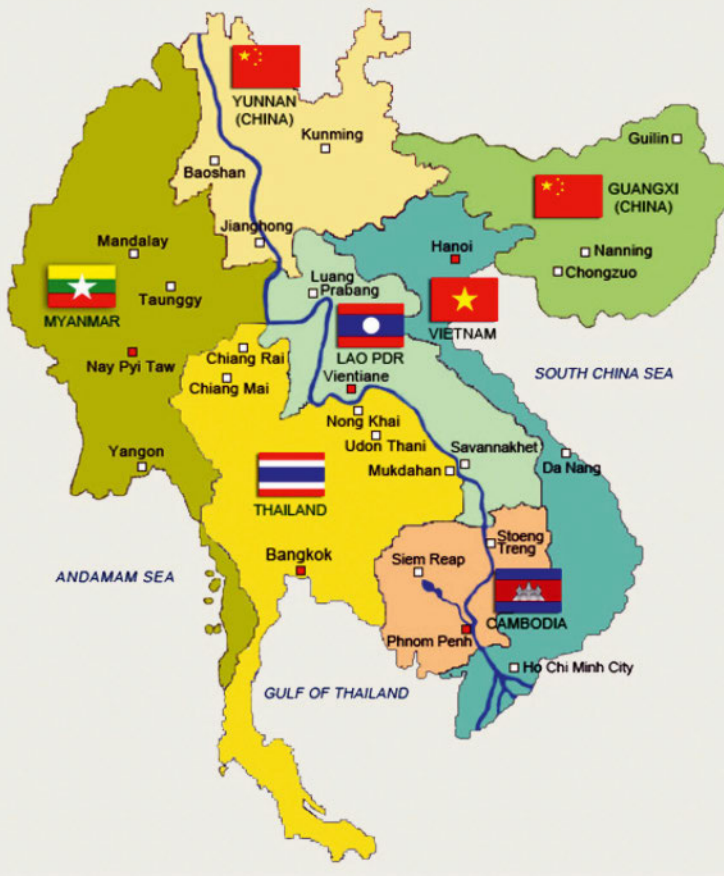 YUNNAN
(CHINA)
Kunming
Guilin
Baoshan
GUANGXI
(CHINA)
Jianghong
Mandalay
Hanoi
Nanning
Chongzuo
Luang
Prabang
Taunggy
MYANMAR
VIETNAM
LAO PDR
Nay Pyi Taw
Chiang Rai
Vientiane
Chiang Mai
SOUTH CHINA SEA
Nong Khai
Udon Thani
Yangon
Savannakhet
Mukdahan
Da Nang
THAILAND
Stoeng
Treng
Bangkok
Siem Reap
ANDAMAM SEA
CAMBODIA
Phnom Penh
Ho Chi Minh City
GULF OF THAILAND